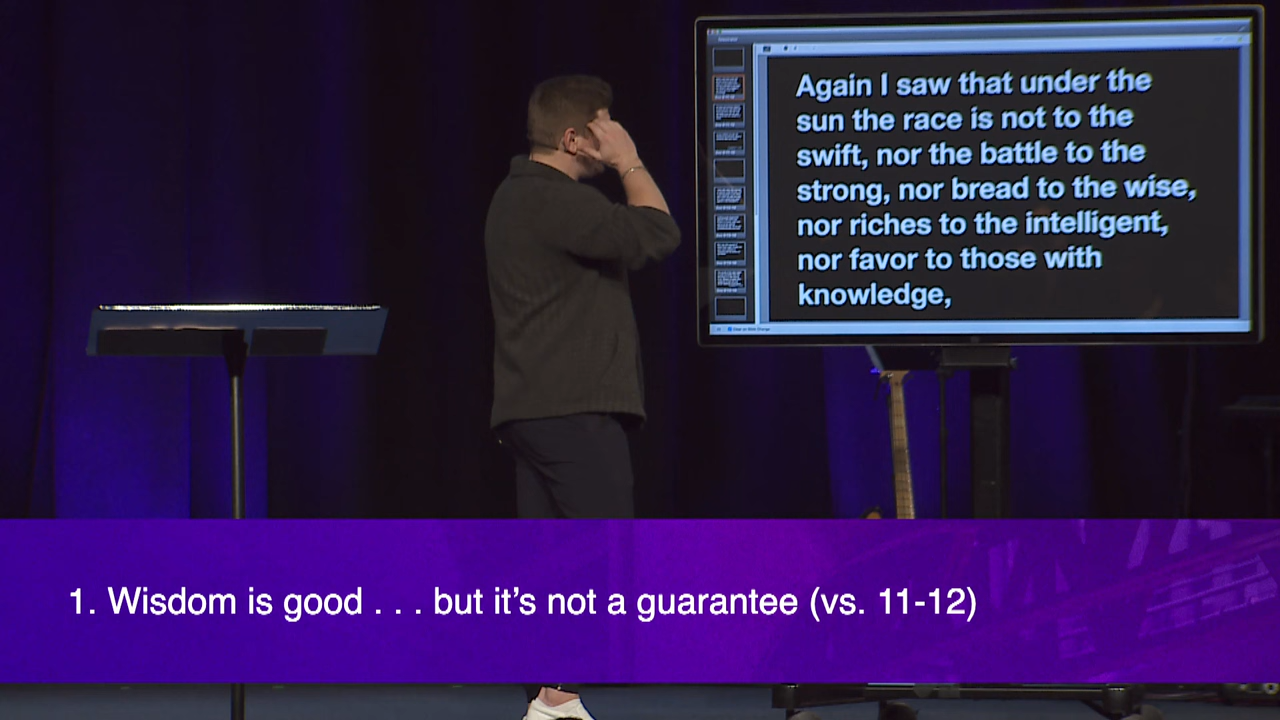 Again I saw that under the
sun the race is not to the
swift, nor the battle to the
strong, nor bread to the wise,
nor riches to the intelligent,
nor favor to those with
knowledge,
1. Wisdom is good . . . but it’s not a guarantee (vs. 11-12)